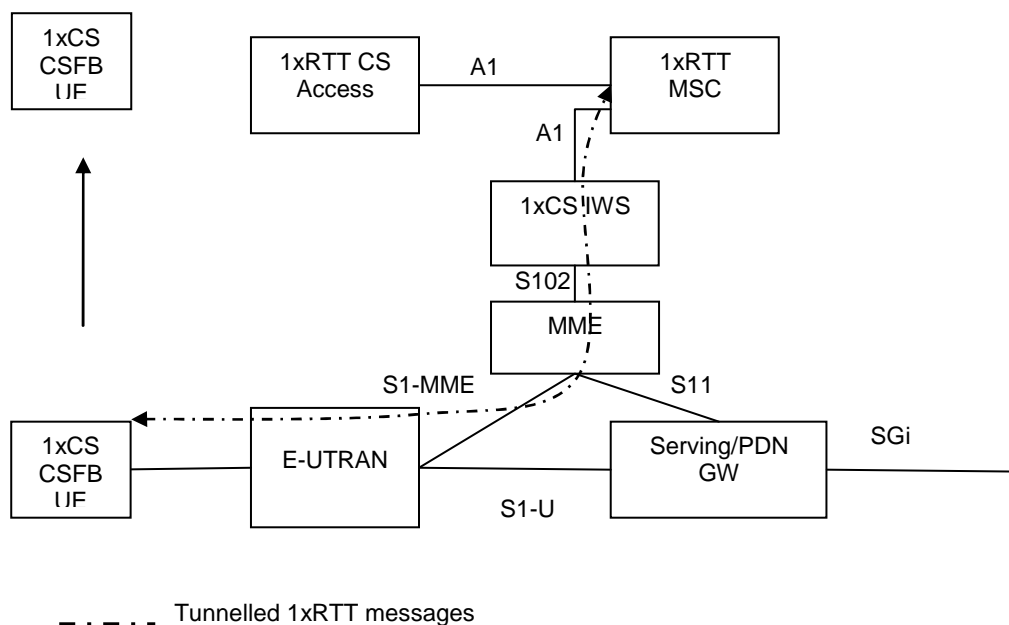 1xCS
CSFB
UE
1xRTT CS
Access
A1
1xRTT
MSC
A1
1xCS IWS
S102
MME
S1-MME
S11
1xCS
CSFB
UE
E-UTRAN
Serving/PDN
GW
SGi
S1-U
Tunnelled 1xRTT messages